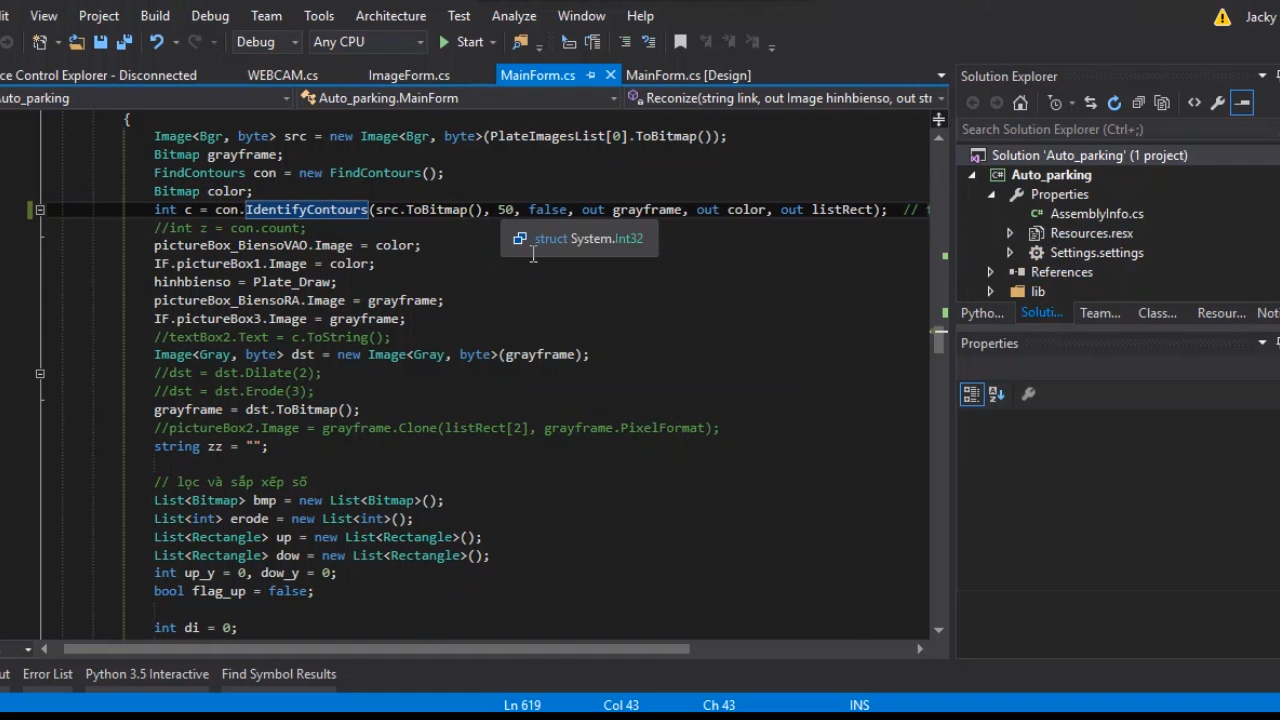 it View Project Build Debug Team Tools Architecture Test Analyze Window Help Jacky
Debug Any CPU Start
ce Control Explorer - Disconnected WEBCAM.cs ImageForm.cs MainForm.cs MainForm.cs [Design]
Auto_parking Auto_parking.MainForm Reconize(string link, out Image hinhbienso, out str
{
Image<Bgr, byte> src = new Image<Bgr, byte>(PlateImagesList[0].ToBitmap());
Bitmap grayframe;
FindContours con = new FindContours();
Bitmap color;
int c = con.IdentifyContours(src.ToBitmap(), 50, false, out grayframe, out color, out listRect); //
//int z = con.count;
struct System.Int32
pictureBox_BiensoVAO.Image = color;
IF.pictureBox1.Image = color;
hinhbienso = Plate_Draw;
pictureBox_BiensoRA.Image = grayframe;
IF.pictureBox3.Image = grayframe;
//textBox2.Text = c.ToString();
Image<Gray, byte> dst = new Image<Gray, byte>(grayframe);
//dst = dst.Dilate(2);
//dst = dst.Erode(3);
grayframe = dst.ToBitmap();
//pictureBox2.Image = grayframe.Clone(listRect[2], grayframe.PixelFormat);
string zz = "";
// lọc và sắp xếp số
List<Bitmap> bmp = new List<Bitmap>();
List<int> erode = new List<int>();
List<Rectangle> up = new List<Rectangle>();
List<Rectangle> dow = new List<Rectangle>();
int up_y = 0, dow_y = 0;
bool flag_up = false;
int di = 0;
Solution Explorer
Search Solution Explorer (Ctrl+;)
Solution 'Auto_parking' (1 project)
Auto_parking
Properties
AssemblyInfo.cs
Resources.resx
Settings.settings
References
lib
Pytho... Soluti... Team... Class... Resour... Not
Properties
ut Error List Python 3.5 Interactive Find Symbol Results
Ln 619 Col 43 Ch 43 INS